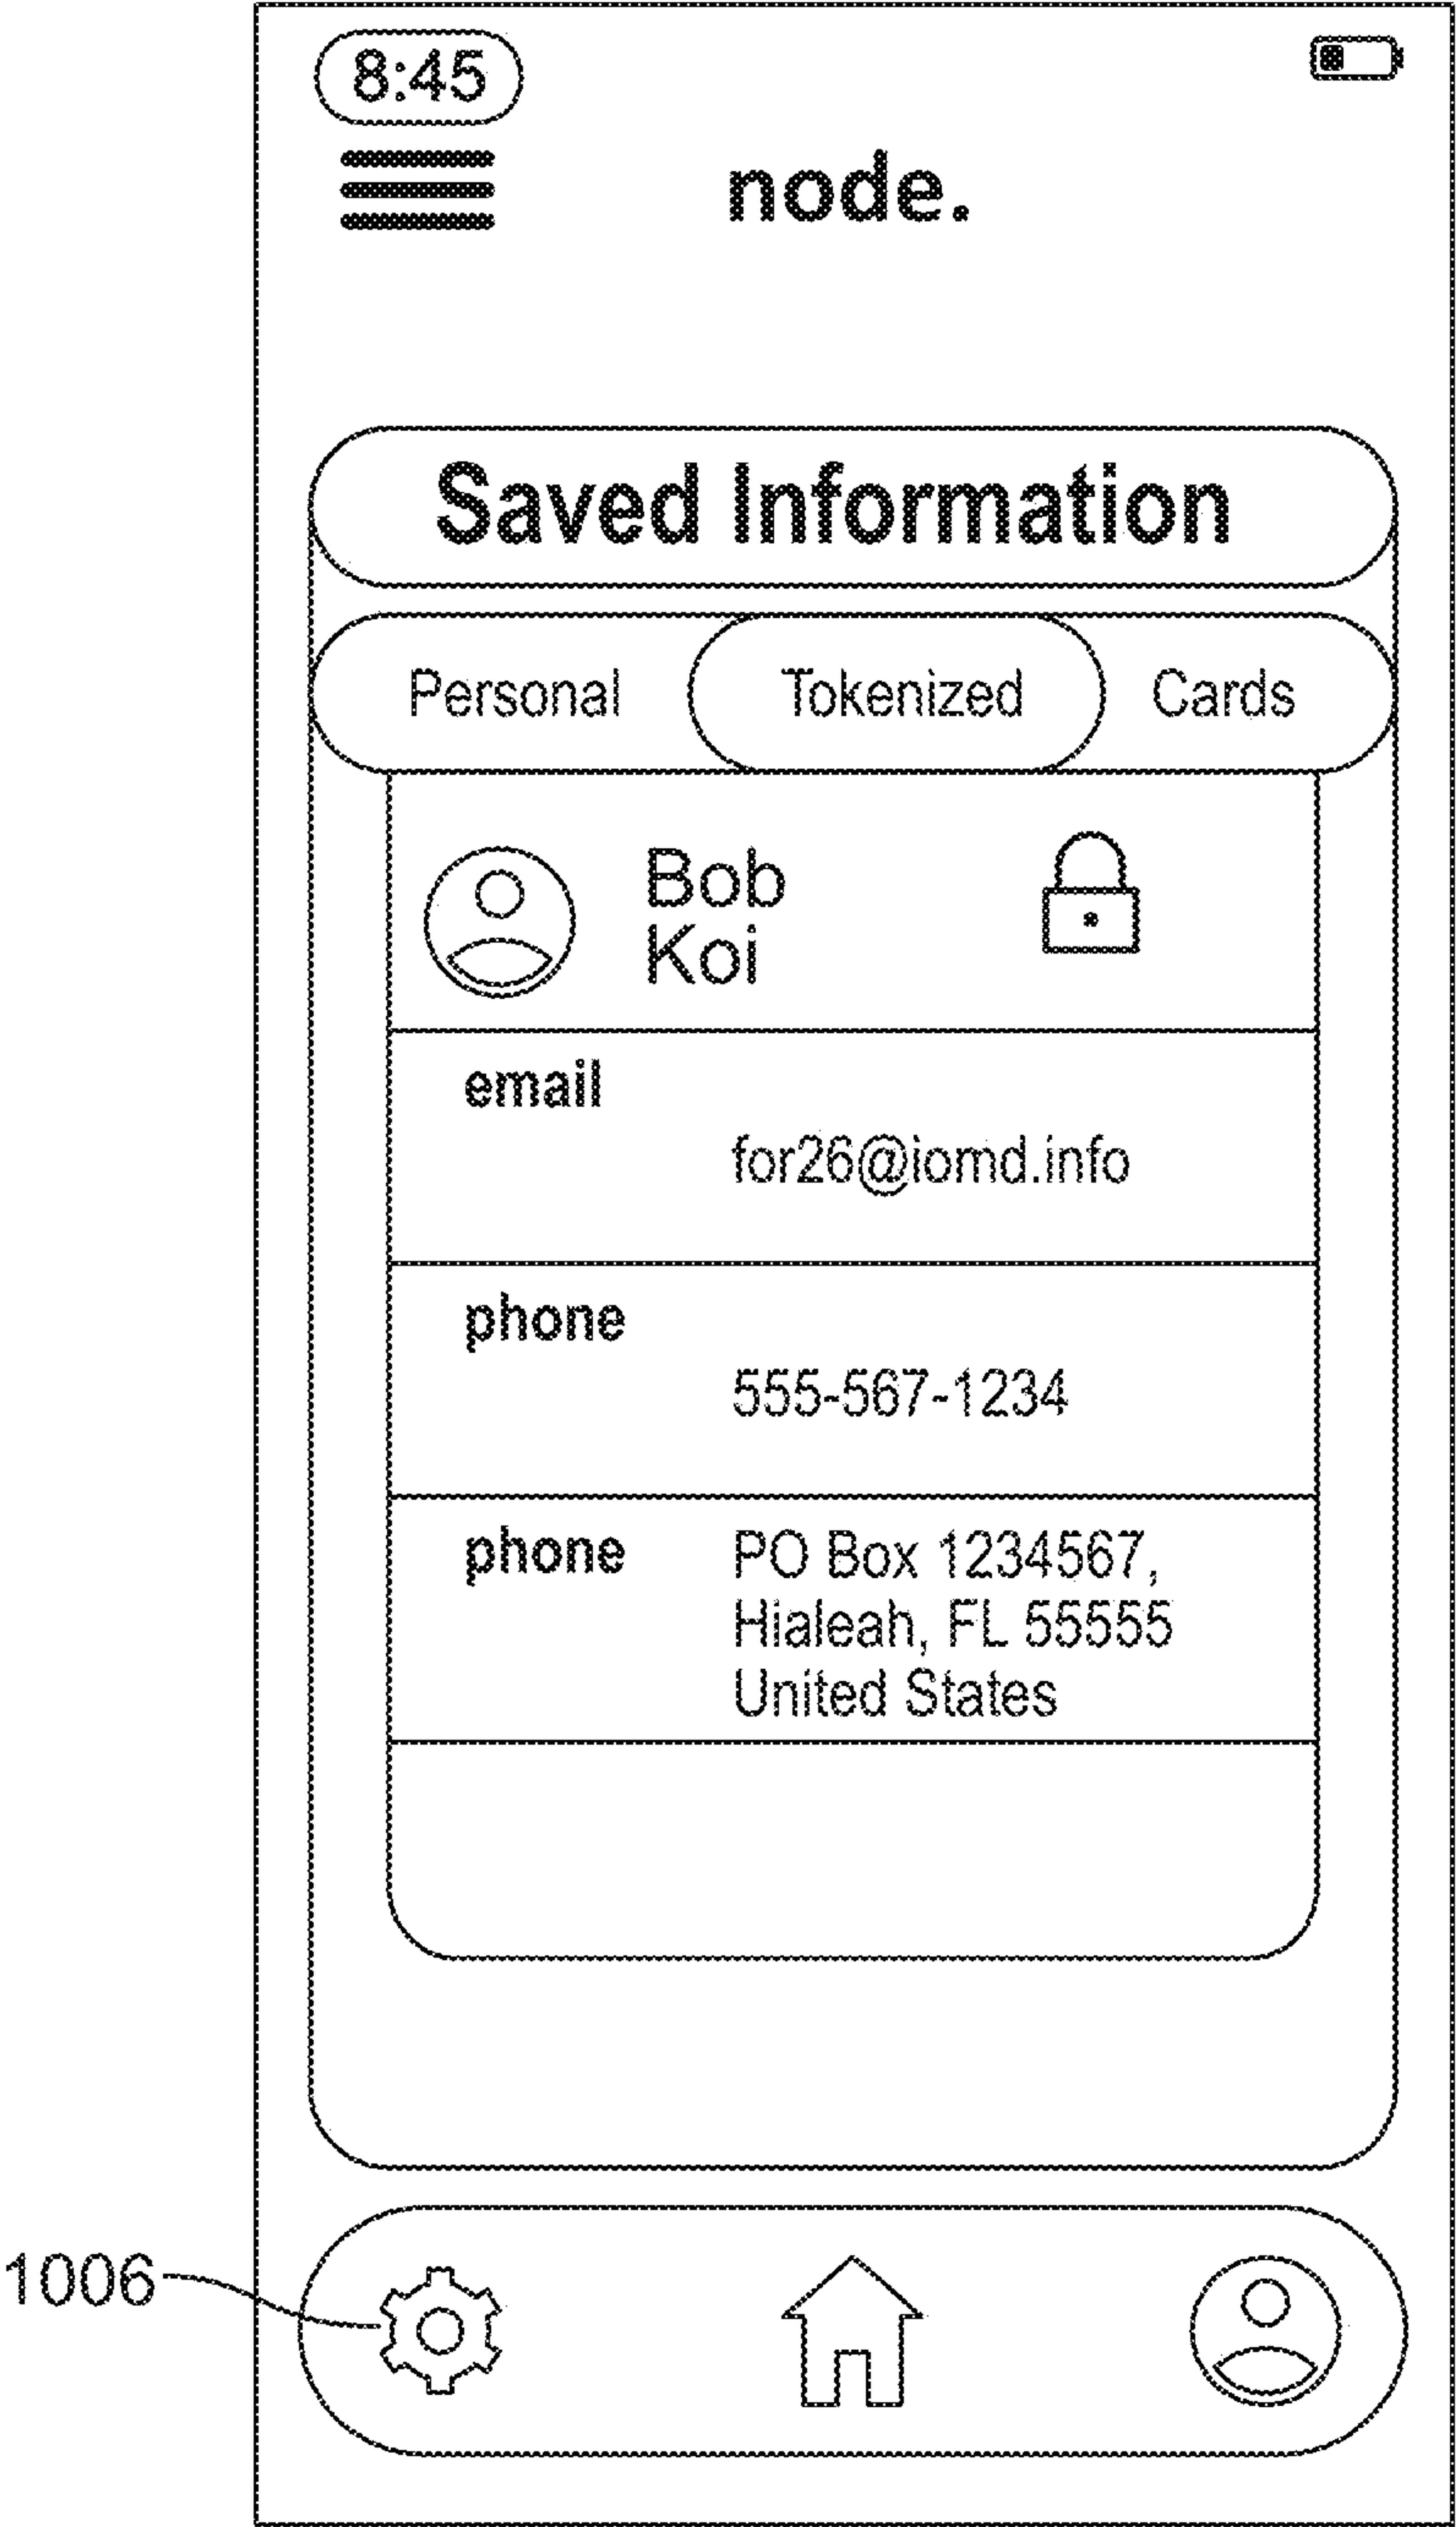 8:45
node.
Saved Information
Personal Tokenized Cards
Bob
Koi
email
for26@iomd.info
phone
555-567-1234
phone PO Box 1234567,
Hialeah, FL 55555
United States
1006